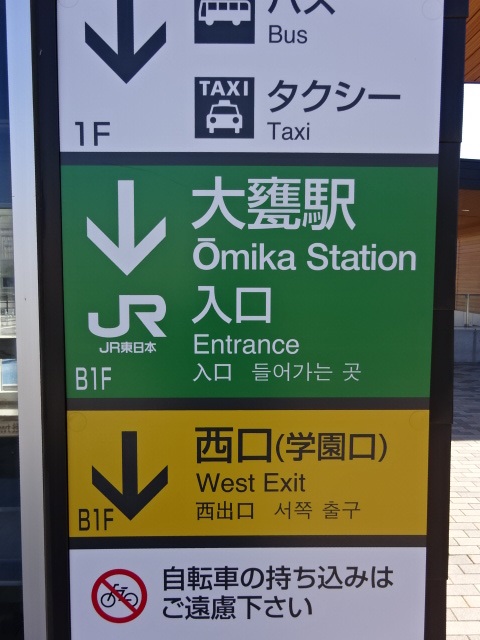 バス
Bus
TAXI
タクシー
Taxi
1F
大甕駅
Ōmika Station
JR
JR東日本
入口
Entrance
入口 들어가는 곳
B1F
西口(学園口)
West Exit
西出口 서쪽 출구
B1F
自転車の持ち込みは
ご遠慮下さい